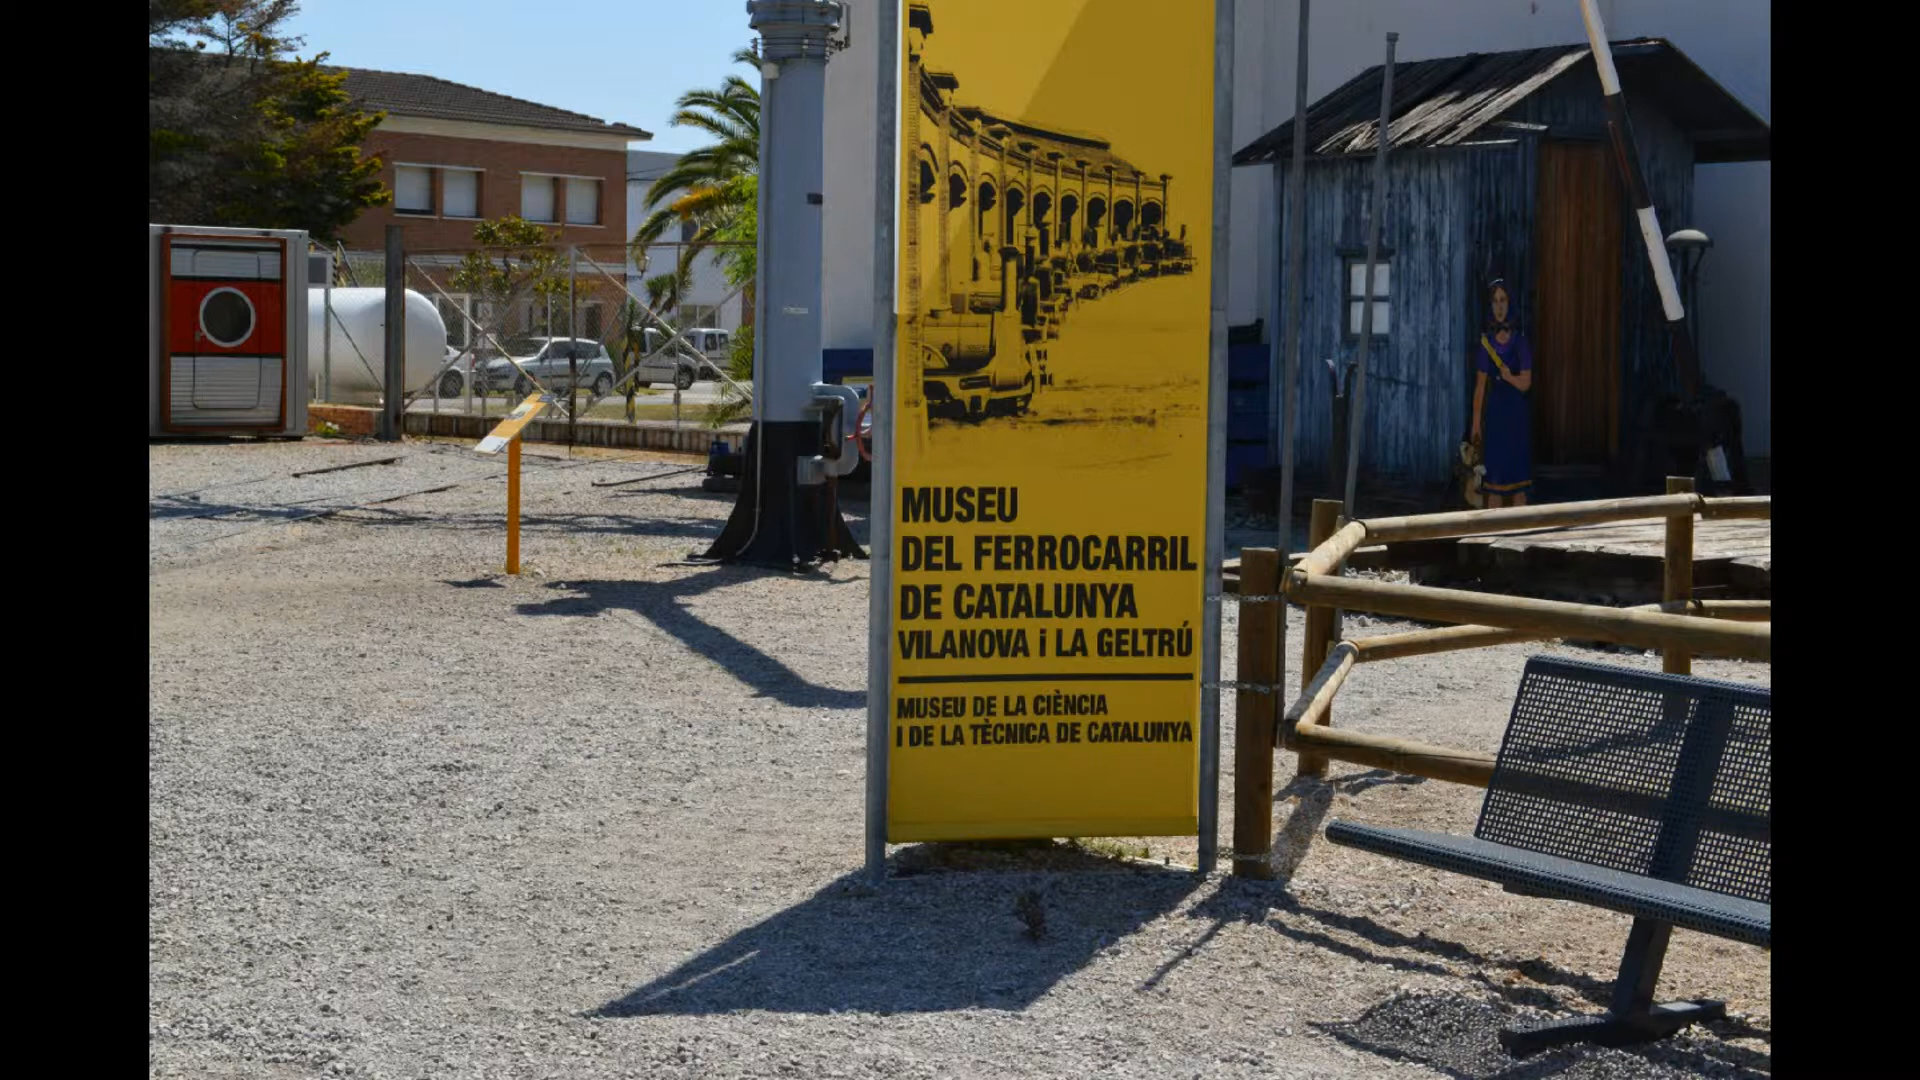 MUSEU
DEL FERROCARRIL
DE CATALUNYA
VILANOVA i LA GELTRÚ
MUSEU DE LA CIÈNCIA
I DE LA TÈCNICA DE CATALUNYA